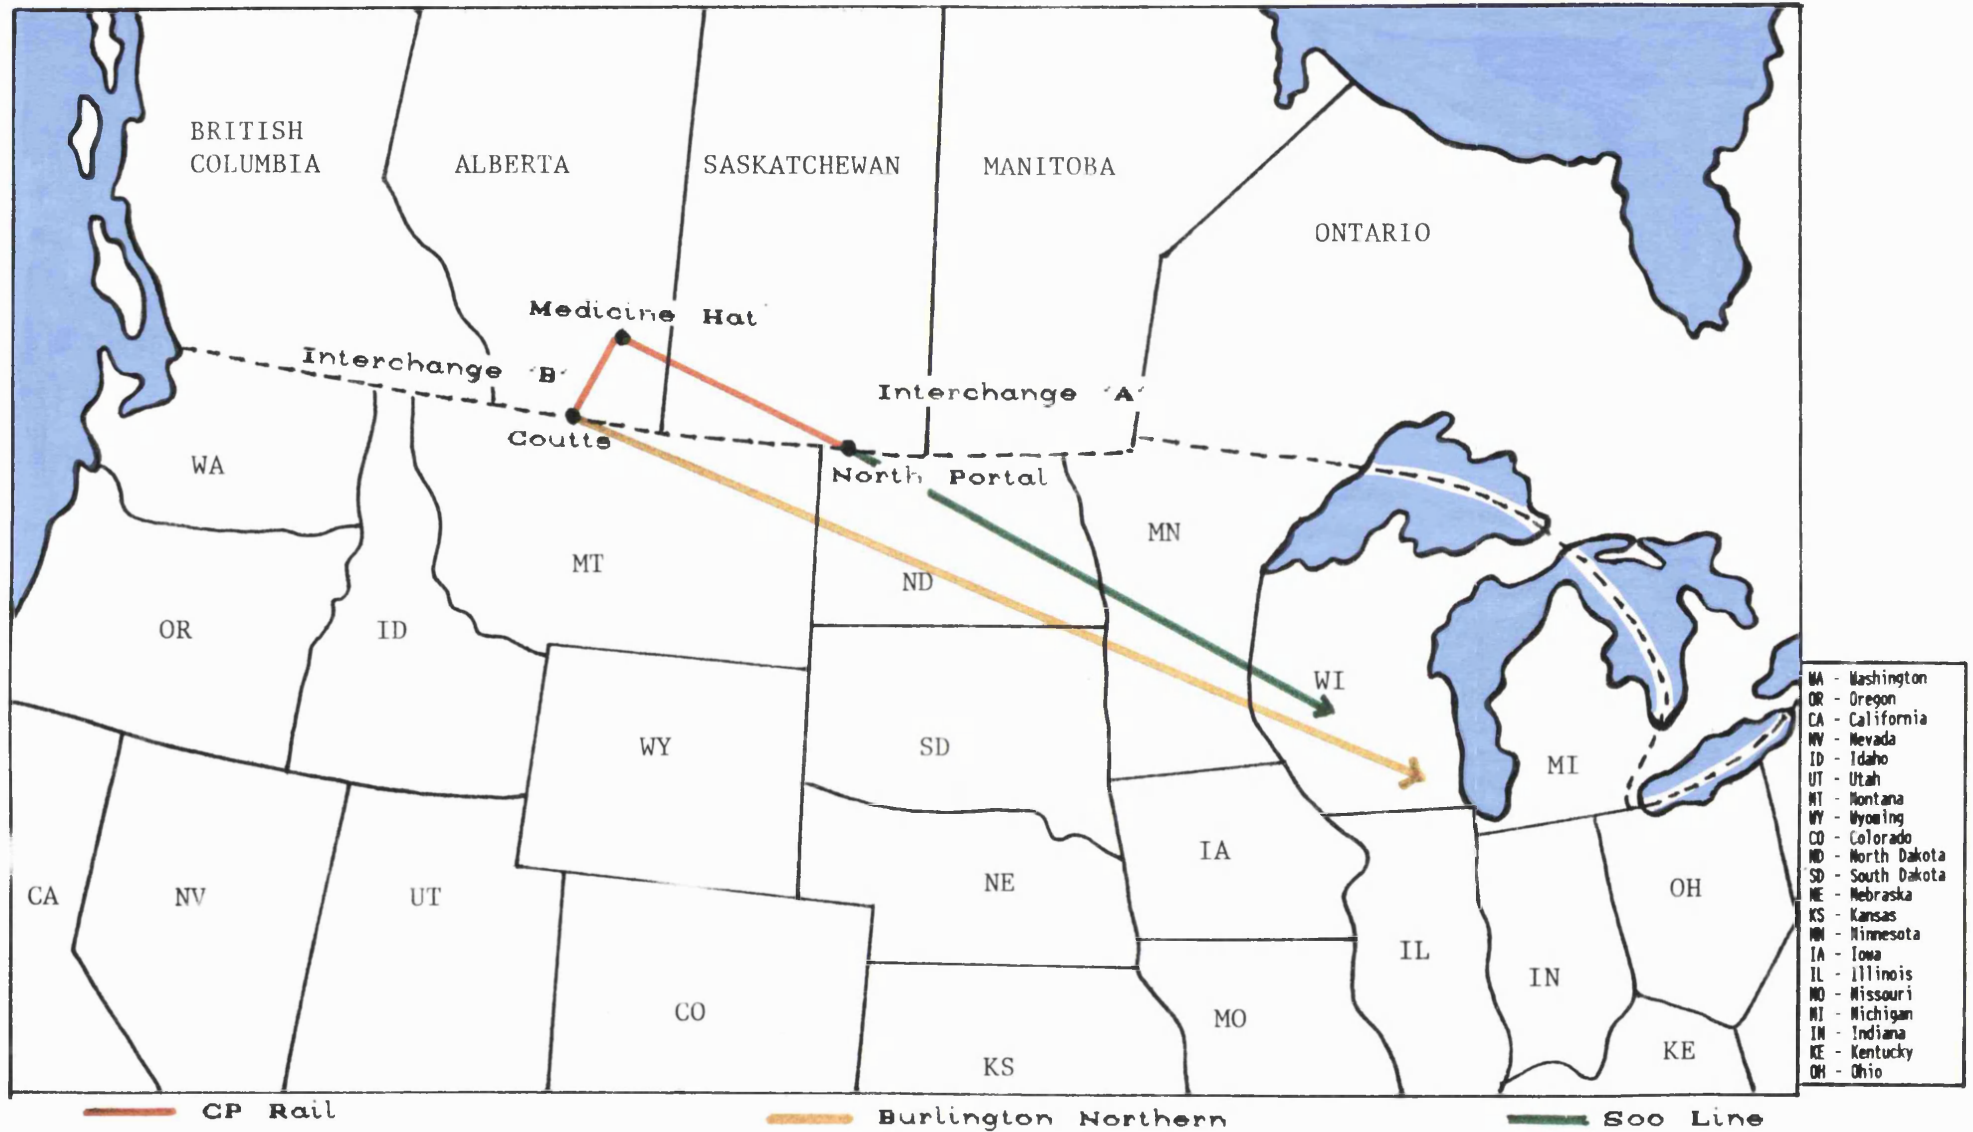 BRITISH
COLUMBIA
ALBERTA
SASKATCHEWAN
MANITOBA
ONTARIO
Medicine Hat
Interchange 'B'
Interchange 'A'
Coutts
North Portal
WA
MT
ND
MN
OR
ID
WI
WY
SD
MI
IA
NE
CA
NV
UT
OH
IL
IN
CO
MO
KS
KE
WA - Washington
OR - Oregon
CA - California
NV - Nevada
ID - Idaho
UT - Utah
MT - Montana
WY - Wyoming
CO - Colorado
ND - North Dakota
SD - South Dakota
NE - Nebraska
KS - Kansas
MN - Minnesota
IA - Iowa
IL - Illinois
MO - Missouri
MI - Michigan
IN - Indiana
KE - Kentucky
OH - Ohio
CP Rail
Burlington Northern
Soo Line